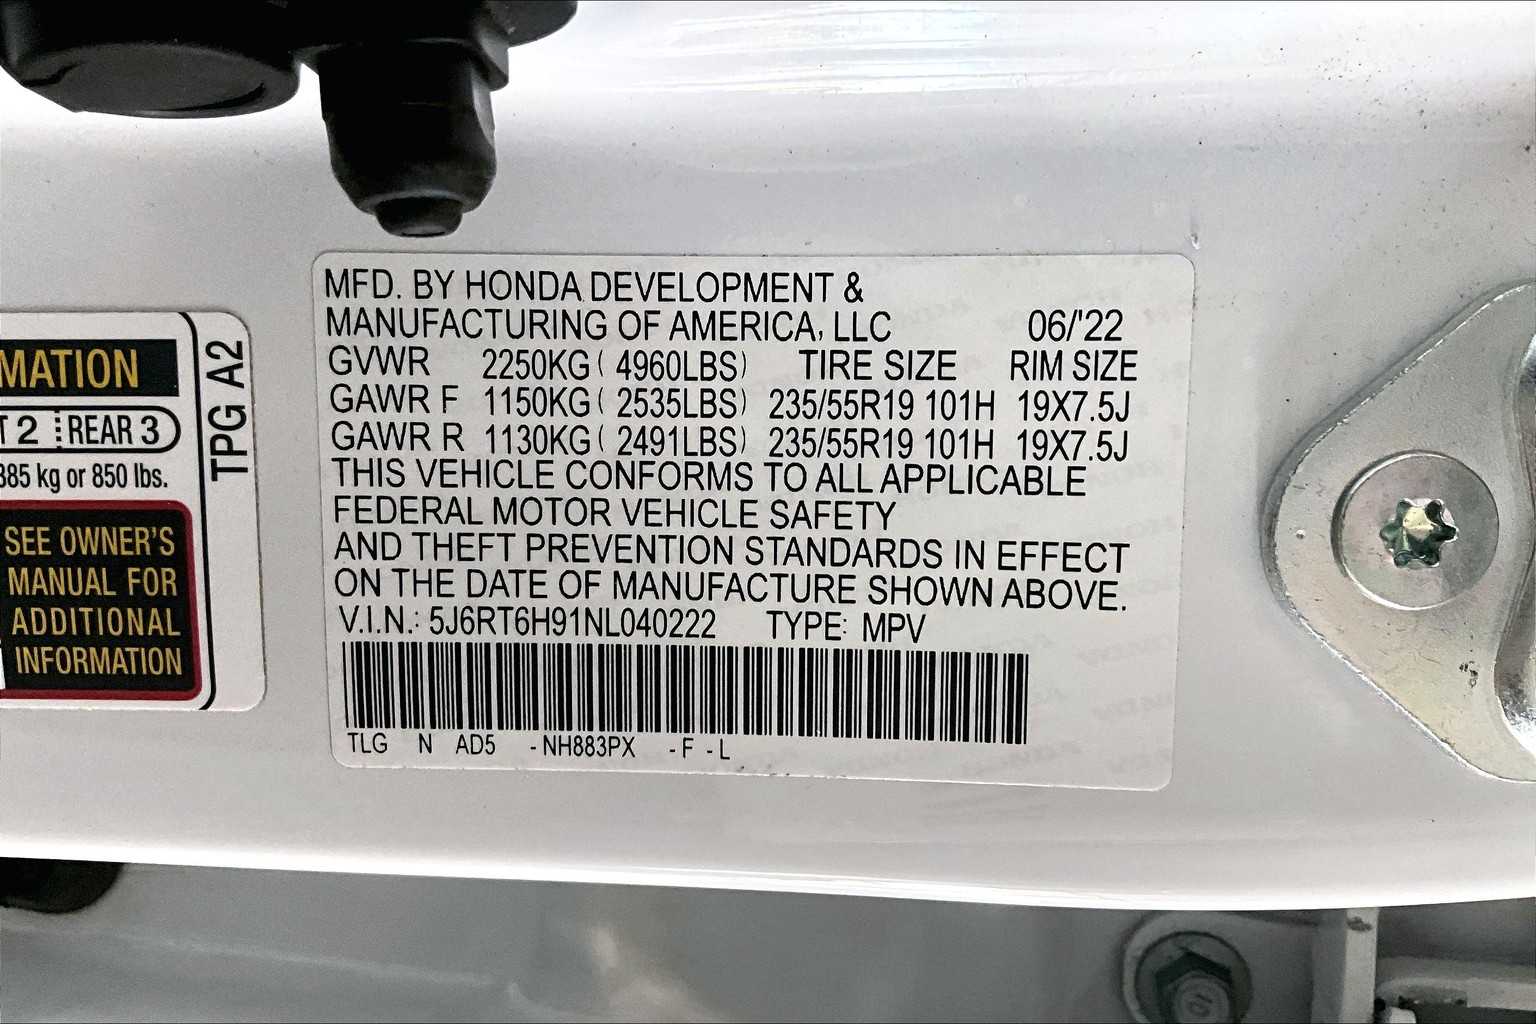 MATION
T 2 REAR 3
385 kg or 850 lbs.
SEE OWNER'S
MANUAL FOR
ADDITIONAL
INFORMATION
TPG A2
MFD. BY HONDA DEVELOPMENT &
MANUFACTURING OF AMERICA, LLC 06/'22
GVWR 2250KG ( 4960LBS) TIRE SIZE RIM SIZE
GAWR F 1150KG ( 2535LBS) 235/55R19 101H 19X7.5J
GAWR R 1130KG ( 2491LBS) 235/55R19 101H 19X7.5J
THIS VEHICLE CONFORMS TO ALL APPLICABLE
FEDERAL MOTOR VEHICLE SAFETY
AND THEFT PREVENTION STANDARDS IN EFFECT
ON THE DATE OF MANUFACTURE SHOWN ABOVE.
V.I.N.: 5J6RT6H91NL040222 TYPE: MPV
TLG N AD5 -NH883PX -F -L
10